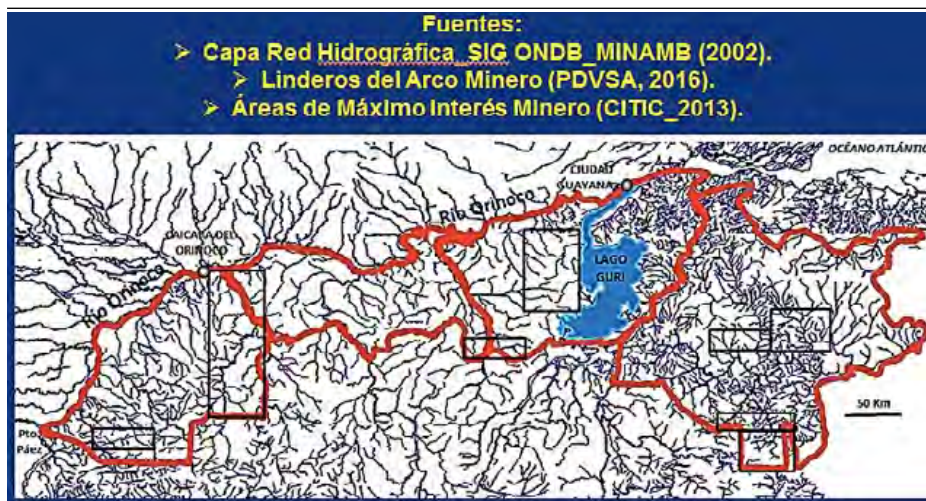 Fuentes:
➢ Capa Red Hidrográfica_SIG ONDB_MINAMB (2002).
➢ Linderos del Arco Minero (PDVSA, 2016).
➢ Áreas de Máximo Interés Minero (CITIC_2013).
OCÉANO ATLÁNTICO
CIUDAD
GUAYANA
Río Orinoco
CAICARA DEL
ORINOCO
LAGO
GURI
Río Orinoco
50 Km
Pto.
Páez